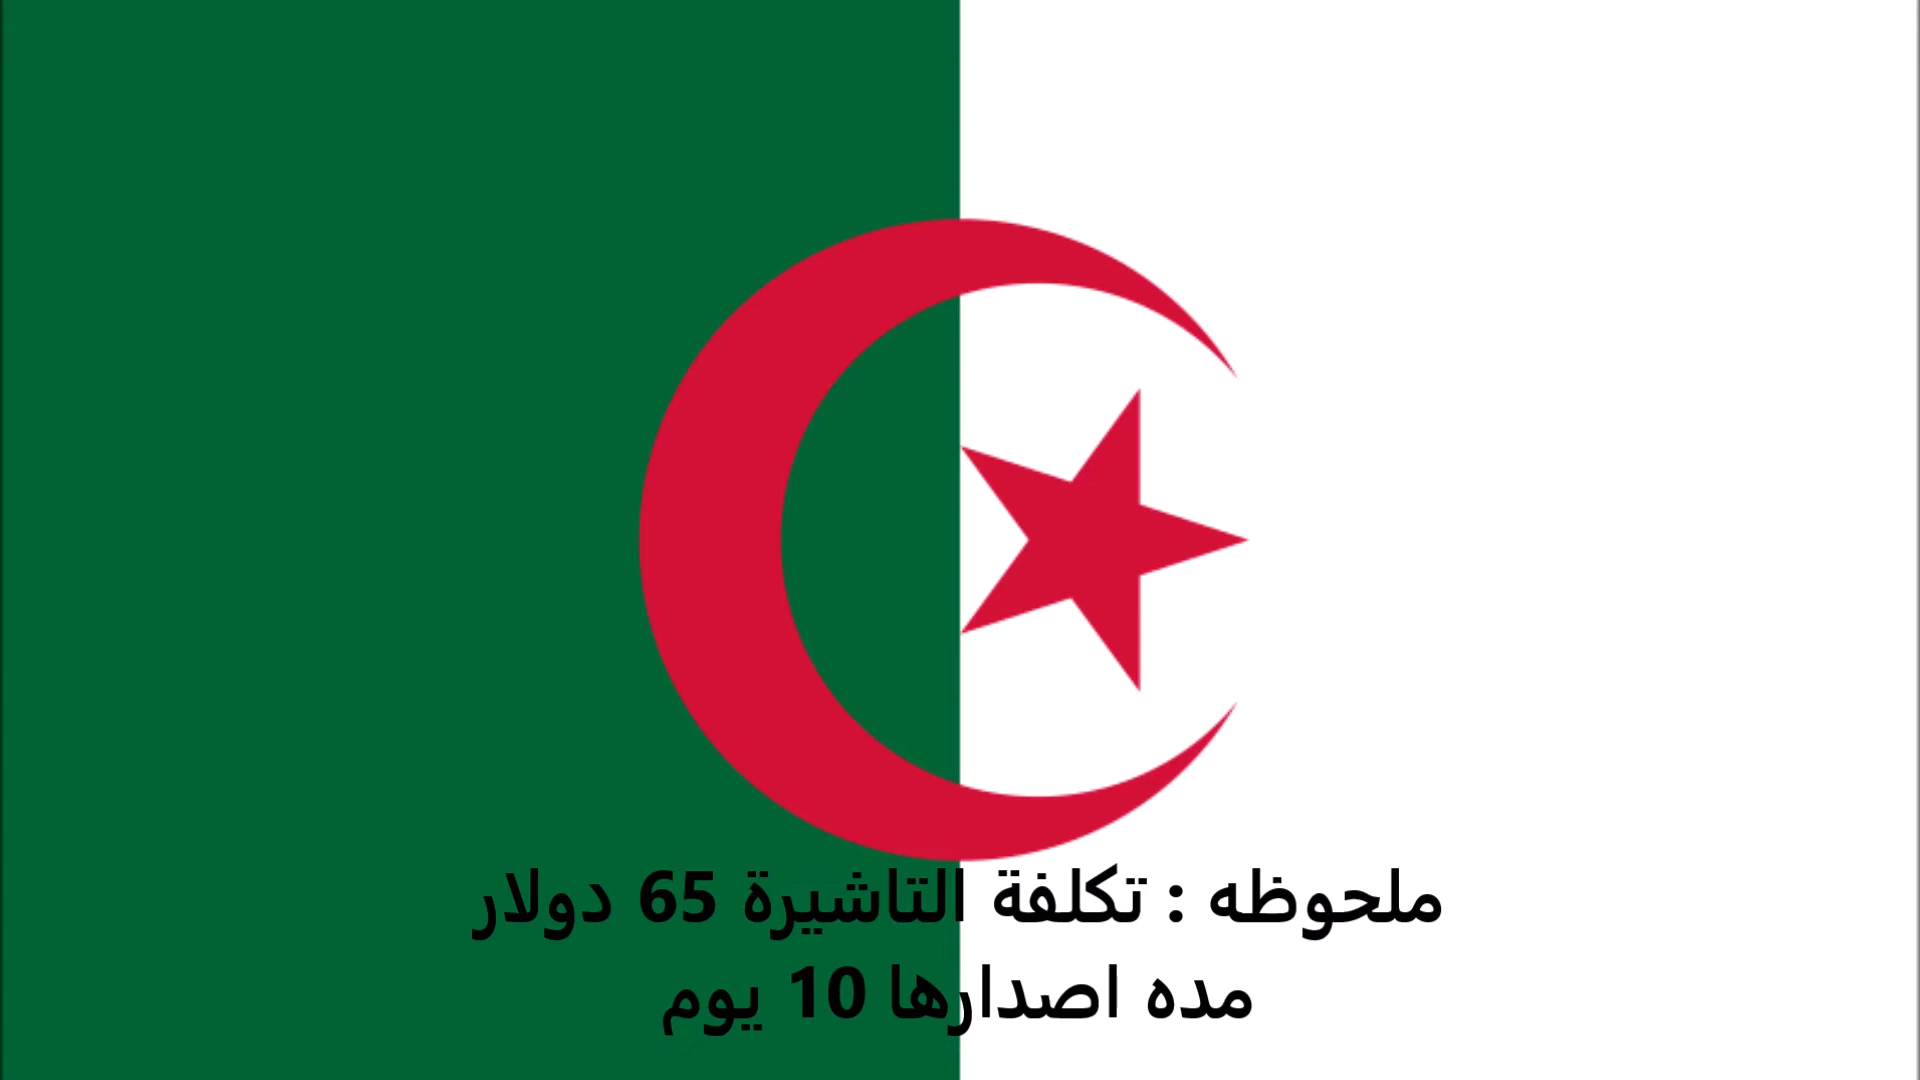 ملحوظه : تكلفة التاشيرة 65 دولار
مده اصدارها 10 يوم